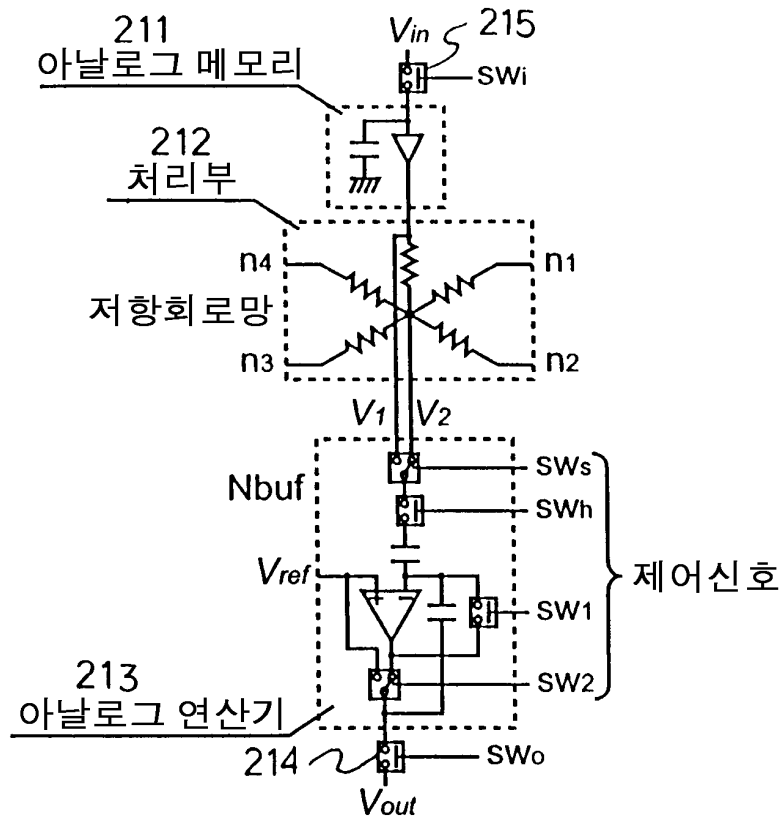 211
아날로그 메모리
Vin
215
SWi
212
처리부
n4
n1
저항회로망
n3
n2
V1
V2
Nbuf
SWs
SWh
Vref
제어신호
SW1
SW2
213
아날로그 연산기
214
SWo
Vout